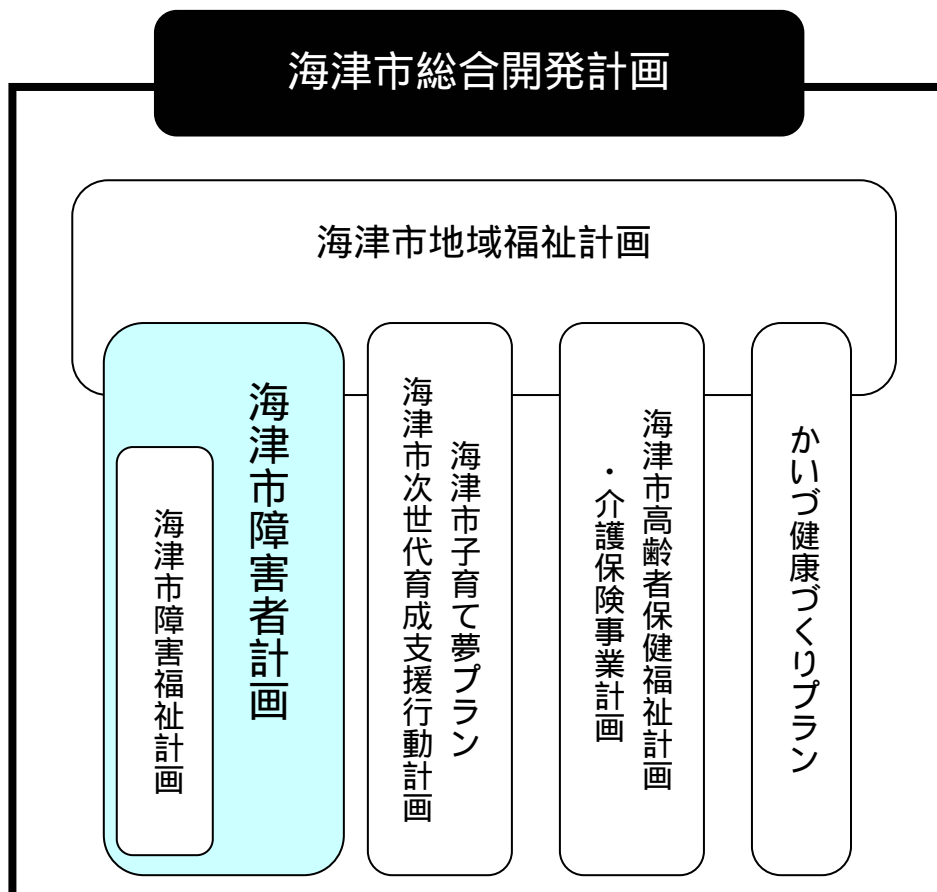 海津市総合開発計画
海津市地域福祉計画
海津市障害者計画
海津市障害福祉計画
海津市子育て夢プラン
海津市次世代育成支援行動計画
海津市高齢者保健福祉計画
・介護保険事業計画
かいづ健康づくりプラン